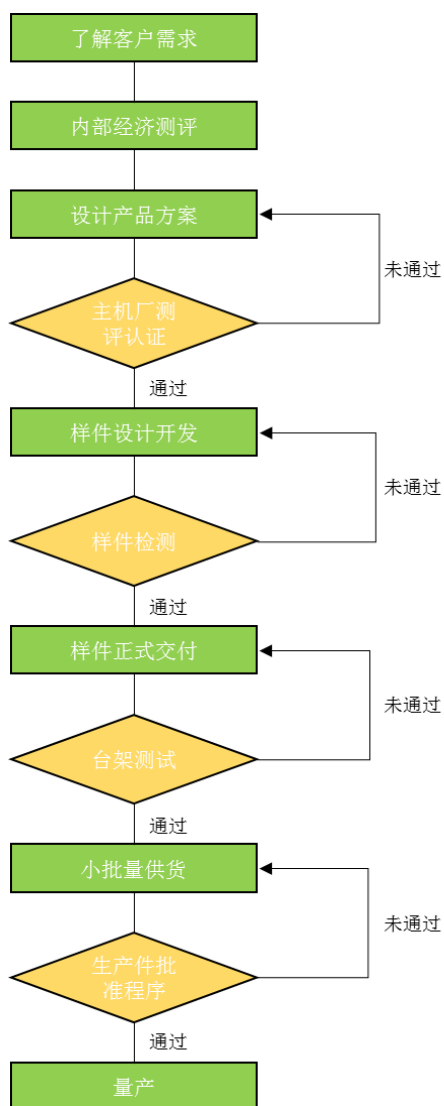 了解客户需求
内部经济测评
设计产品方案
未通过
主机厂测
评认证
通过
样件设计开发
未通过
样件检测
通过
样件正式交付
未通过
台架测试
通过
小批量供货
未通过
生产件批
准程序
通过
量产